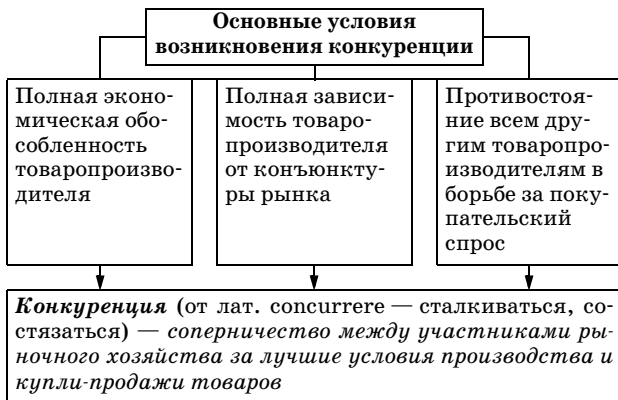 Основные условия
возникновения конкуренции
Полная эконо-
мическая обо-
собленность
товаропроизво-
дителя
Полная зависи-
мость товаро-
производителя
от конъюнкту-
ры рынка
Противостоя-
ние всем дру-
гим товаропро-
изводителям в
борьбе за поку-
пательский
спрос
Конкуренция (от лат. concurrere — сталкиваться, со-
стязаться) — соперничество между участниками ры-
ночного хозяйства за лучшие условия производства и
купли-продажи товаров